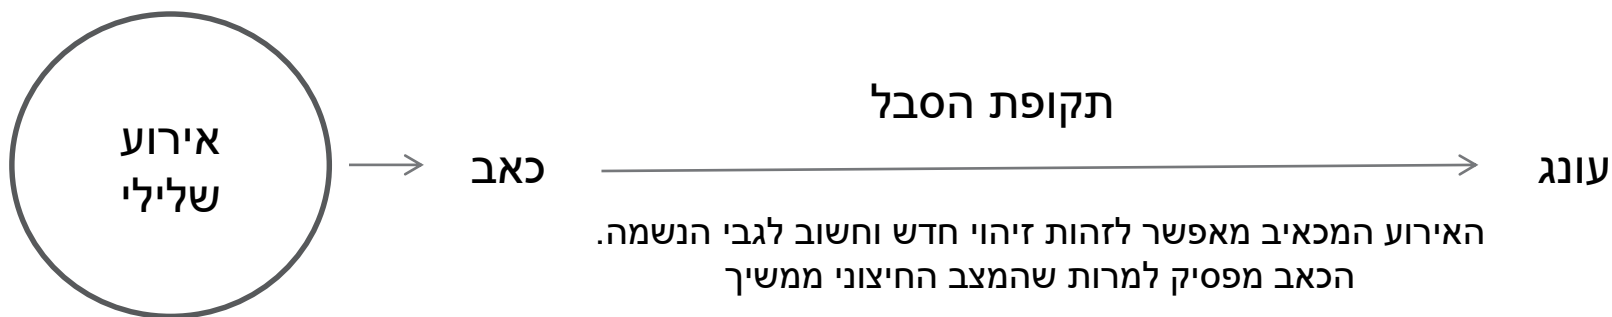 אירוע
שלילי
כאב
תקופת הסבל
האירוע המכאיב מאפשר לזהות זיהוי חדש וחשוב לגבי הנשמה.
הכאב מפסיק למרות שהמצב החיצוני ממשיך
עונג